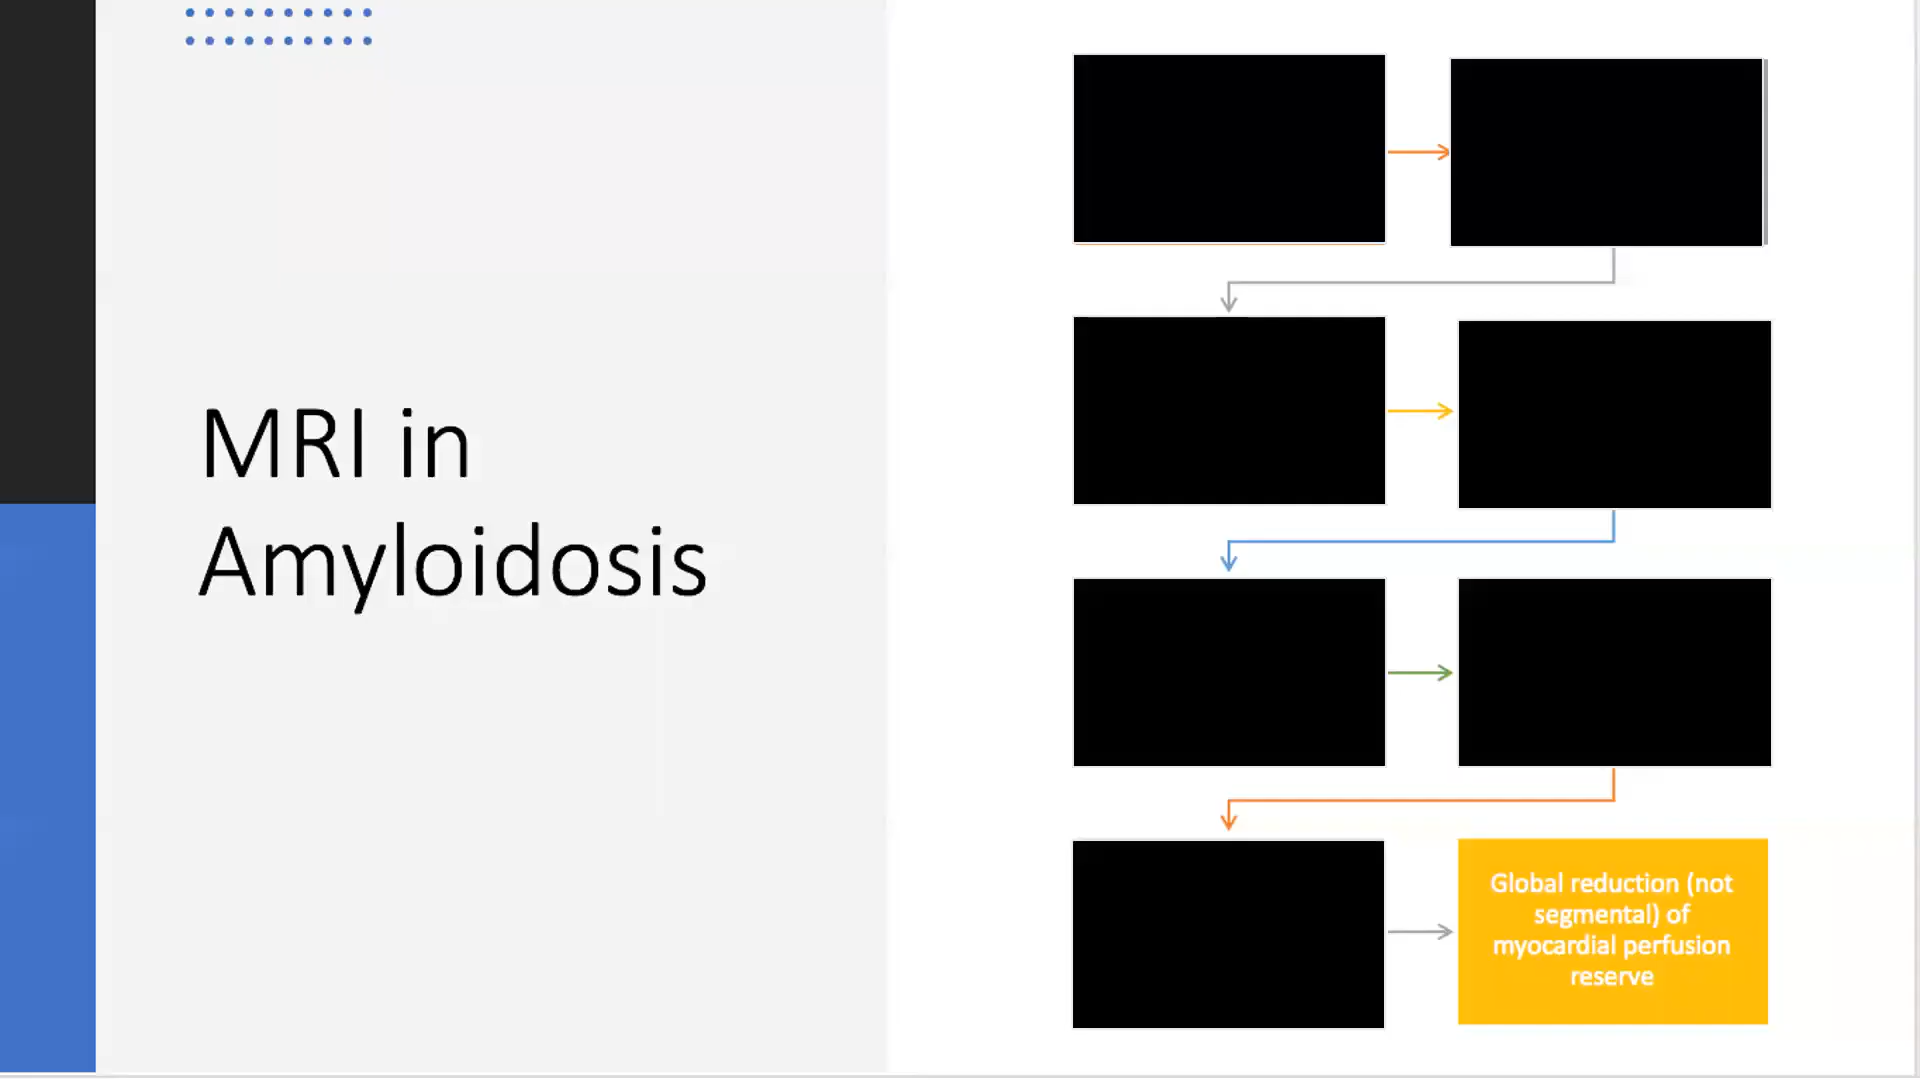 MRI in
Amyloidosis
Global reduction (not
segmental) of
myocardial perfusion
reserve